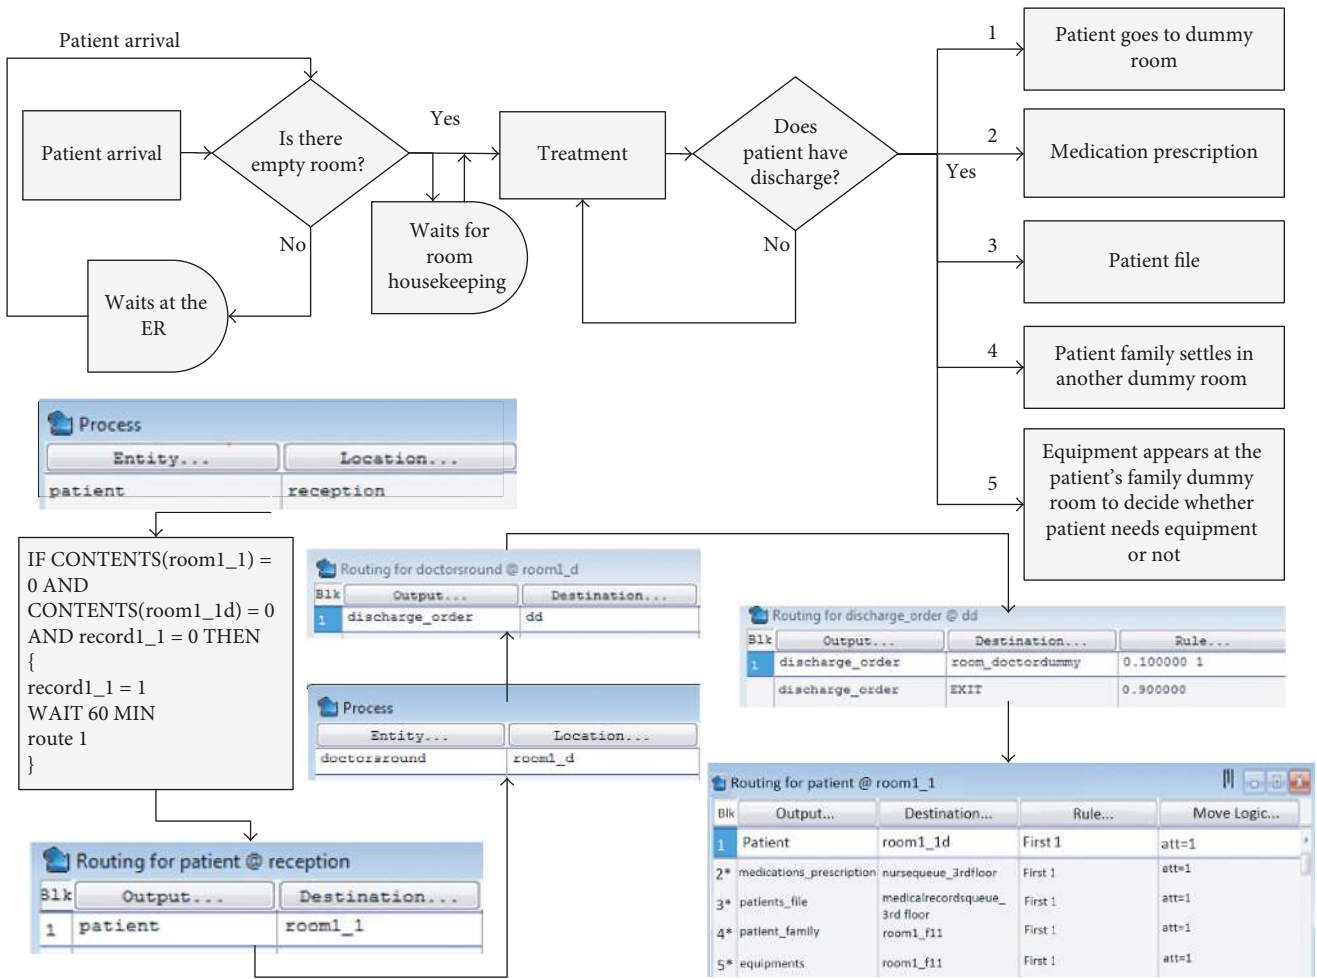 Patient arrival
Patient arrival
Is there
empty room?
Yes
No
Waits at the
ER
Waits for
room
housekeeping
Treatment
Does
patient have
discharge?
No
Yes
1
Patient goes to dummy
room
2
Medication prescription
3
Patient file
4
Patient family settles in
another dummy room
5
Equipment appears at the
patient's family dummy
room to decide whether
patient needs equipment
or not
Process
Entity... Location...
patient reception
IF CONTENTS(room1_1) =
0 AND
CONTENTS(room1_1d) = 0
AND record1_1 = 0 THEN
{
record1_1 = 1
WAIT 60 MIN
route 1
}
Routing for patient @ reception
Blk Output... Destination...
1 patient room1_1
Process
Entity... Location...
doctorsround room1_d
Routing for doctorsround @ room1_d
Blk Output... Destination...
1 discharge_order dd
Routing for discharge_order @ dd
Blk Output... Destination... Rule...
1 discharge_order room_doctordummy 0.100000 1
discharge_order EXIT 0.900000
Routing for patient @ room1_1
Blk Output... Destination... Rule... Move Logic...
1 Patient room1_1d First 1 att=1
2* medications_prescription nursequeue_3rdfloor First 1 att=1
3* patients_file medicalrecordsqueue_ First 1 att=1
3rd floor
4* patient_family room1_f11 First 1 att=1
5* equipments room1_f11 First 1 att=1